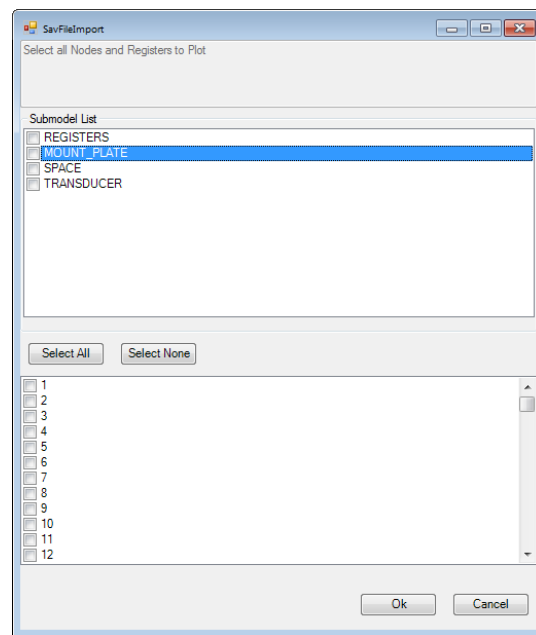 SavFileImport
Select all Nodes and Registers to Plot
Submodel List
REGISTERS
MOUNT_PLATE
SPACE
TRANSDUCER
Select All Select None
1
2
3
4
5
6
7
8
9
10
11
12
Ok Cancel